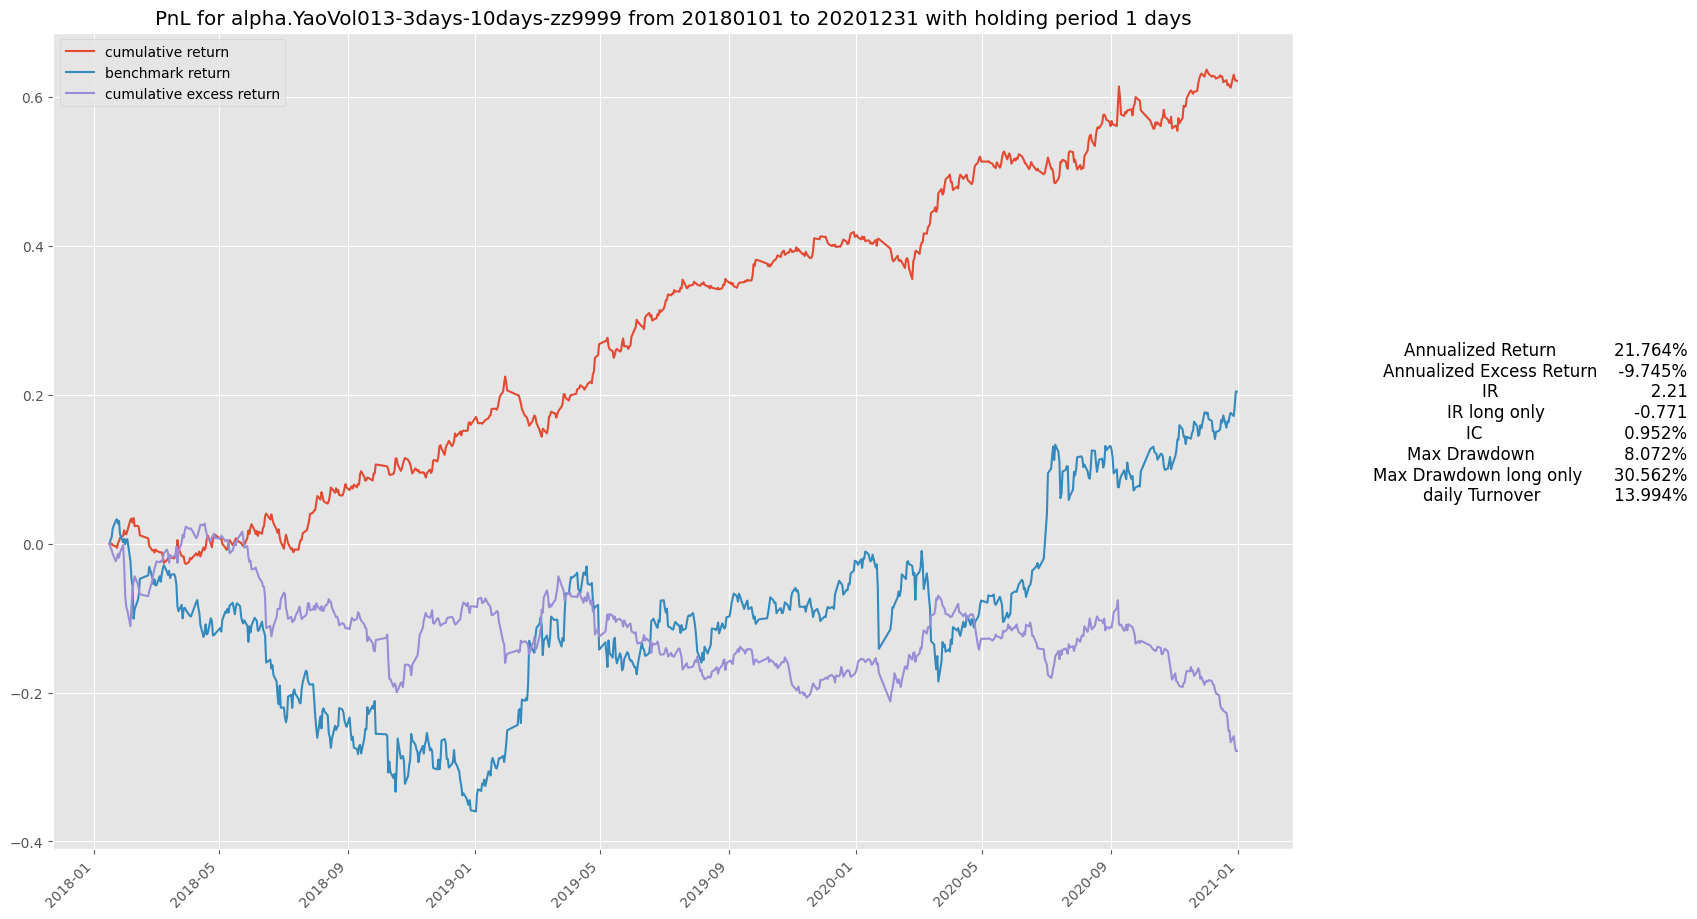 PnL for alpha.YaoVol013-3days-10days-zz9999 from 20180101 to 20201231 with holding period 1 days
cumulative return
benchmark return
cumulative excess return
0.6
0.4
0.2
0.0
−0.2
−0.4
2018-01
2018-05
2018-09
2019-01
2019-05
2019-09
2020-01
2020-05
2020-09
2021-01
Annualized Return 21.764%
Annualized Excess Return -9.745%
IR 2.21
IR long only -0.771
IC 0.952%
Max Drawdown 8.072%
Max Drawdown long only 30.562%
daily Turnover 13.994%